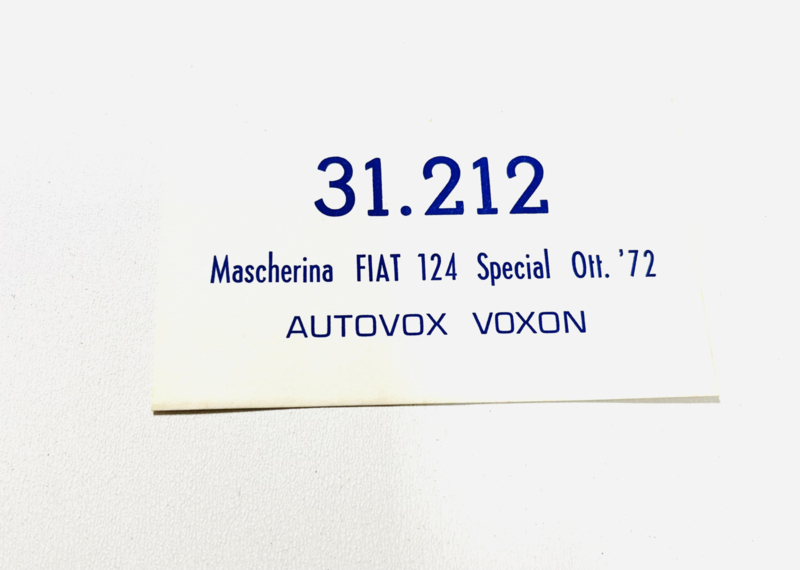 31.212
Mascherina FIAT 124 Special Ott. '72
AUTOVOX VOXON